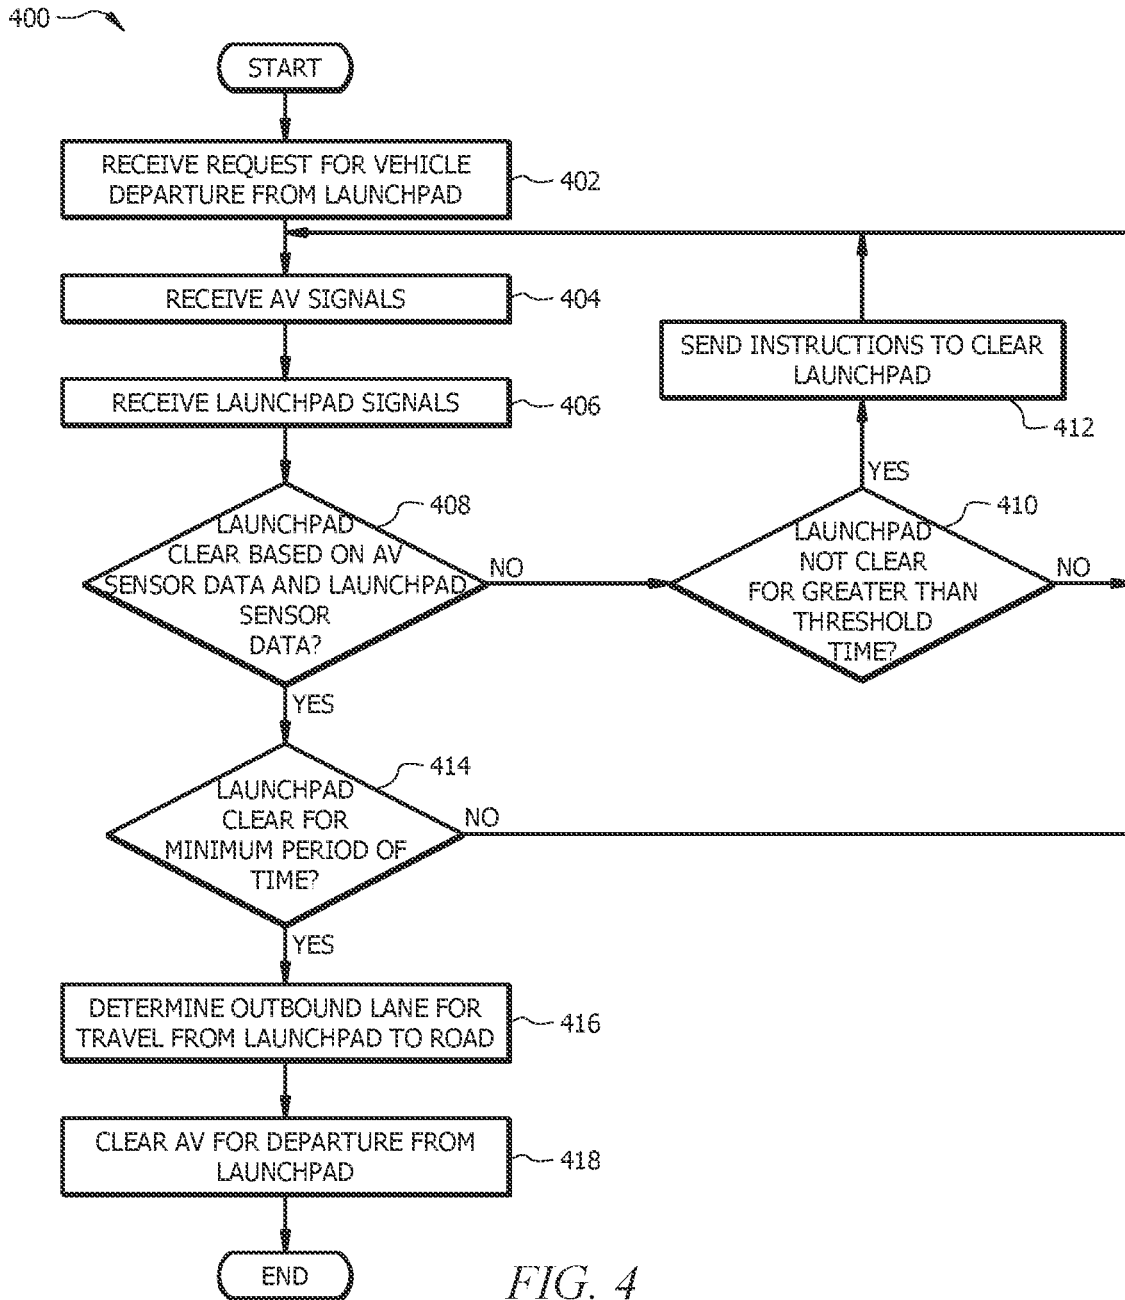 400
START
RECEIVE REQUEST FOR VEHICLE
DEPARTURE FROM LAUNCHPAD
402
RECEIVE AV SIGNALS
404
RECEIVE LAUNCHPAD SIGNALS
406
SEND INSTRUCTIONS TO CLEAR
LAUNCHPAD
412
LAUNCHPAD
CLEAR BASED ON AV
SENSOR DATA AND LAUNCHPAD
SENSOR
DATA?
408
NO
YES
LAUNCHPAD
NOT CLEAR
FOR GREATER THAN
THRESHOLD
TIME?
410
YES
NO
LAUNCHPAD
CLEAR FOR
MINIMUM PERIOD OF
TIME?
414
NO
YES
DETERMINE OUTBOUND LANE FOR
TRAVEL FROM LAUNCHPAD TO ROAD
416
CLEAR AV FOR DEPARTURE FROM
LAUNCHPAD
418
END
FIG. 4